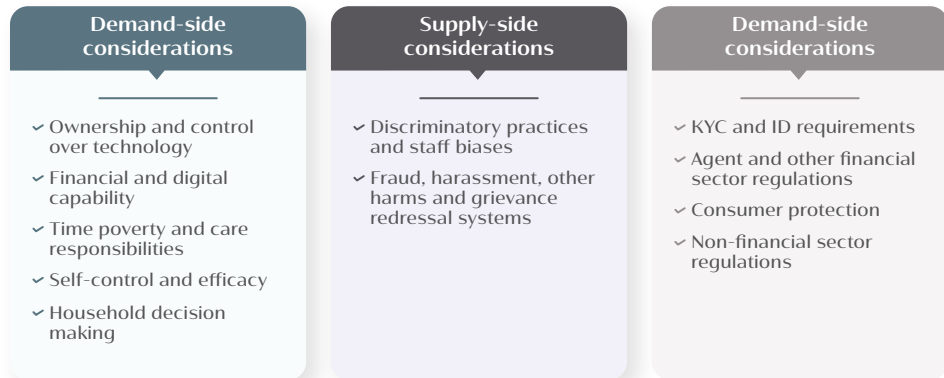 Demand-side
considerations
Ownership and control
over technology
Financial and digital
capability
Time poverty and care
responsibilities
Self-control and efficacy
Household decision
making
Supply-side
considerations
Discriminatory practices
and staff biases
Fraud, harassment, other
harms and grievance
redressal systems
Demand-side
considerations
KYC and ID requirements
Agent and other financial
sector regulations
Consumer protection
Non-financial sector
regulations